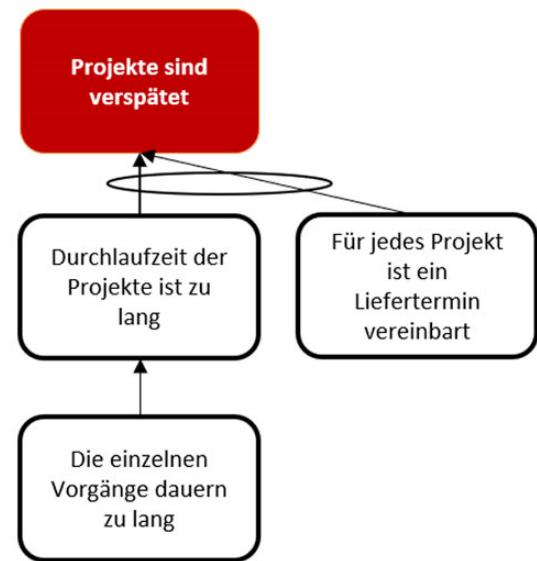 Projekte sind
verspätet
Durchlaufzeit der
Projekte ist zu
lang
Für jedes Projekt
ist ein
Liefertermin
vereinbart
Die einzelnen
Vorgänge dauern
zu lang